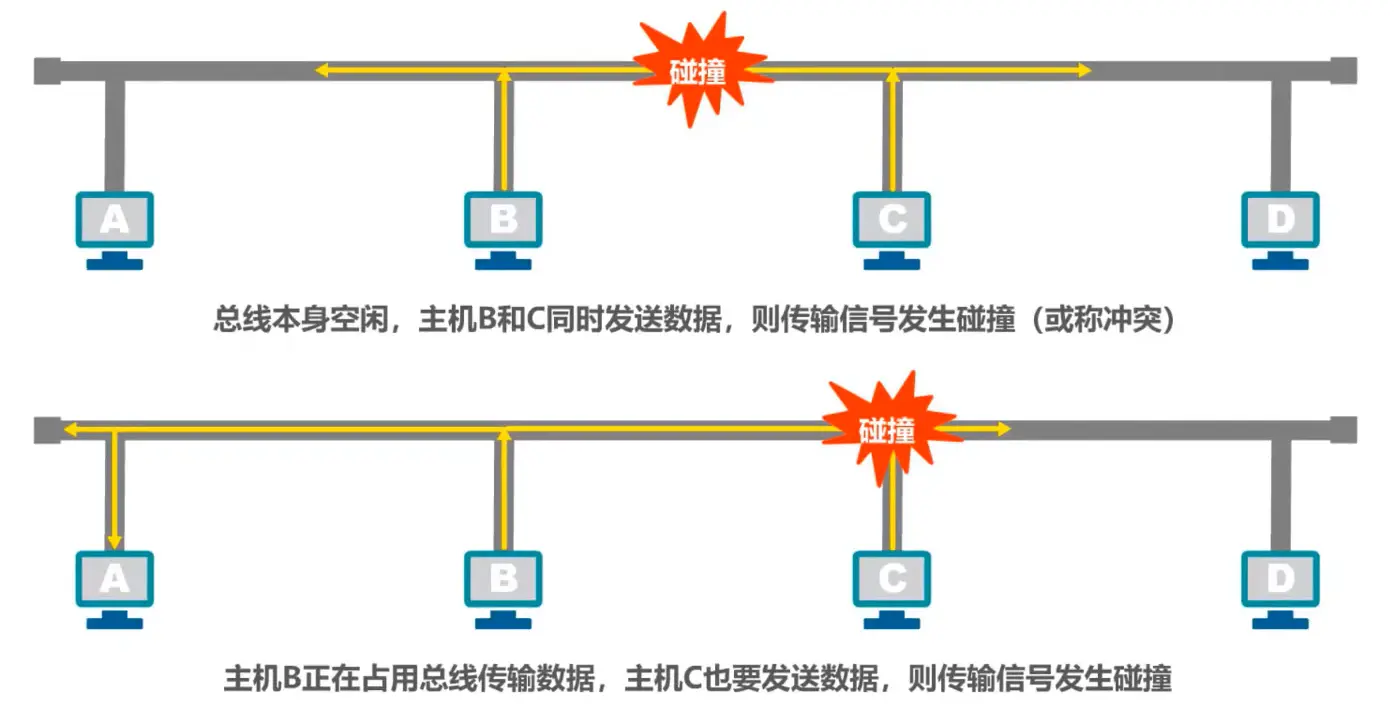 碰撞
A B C D
总线本身空闲，主机B和C同时发送数据，则传输信号发生碰撞（或称冲突）
碰撞
A B C D
主机B正在占用总线传输数据，主机C也要发送数据，则传输信号发生碰撞